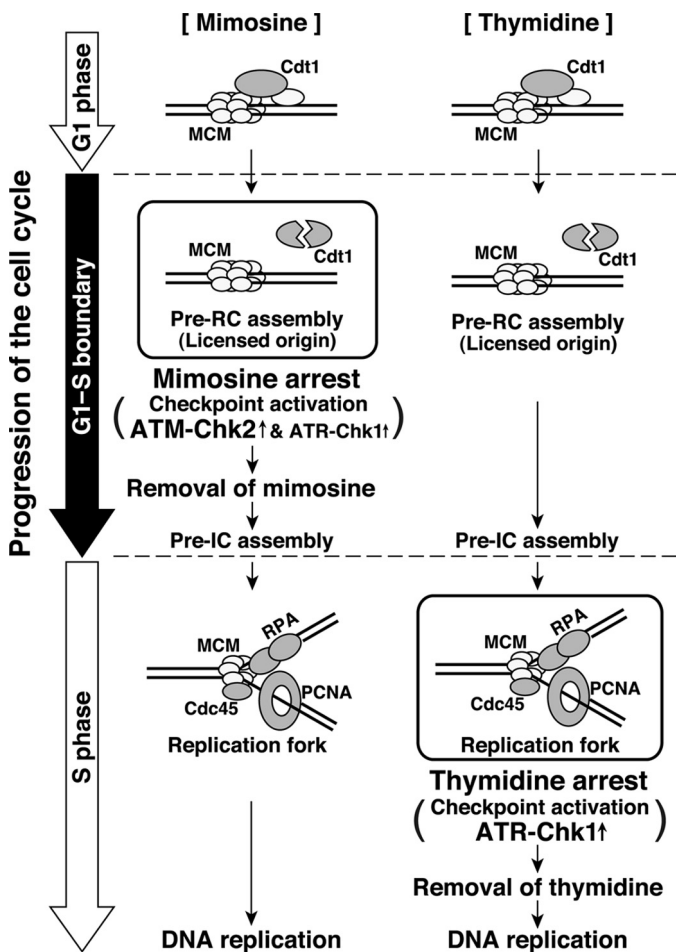 [ Mimosine ]
[ Thymidine ]
Progression of the cell cycle
G1 phase
G1–S boundary
S phase
Cdt1
MCM
MCM
Cdt1
Pre-RC assembly
(Licensed origin)
Mimosine arrest
(Checkpoint activation
ATM-Chk2↑ & ATR-Chk1↑)
Removal of mimosine
Pre-IC assembly
MCM
RPA
Cdc45
PCNA
Replication fork
DNA replication
Cdt1
MCM
MCM
Cdt1
Pre-RC assembly
(Licensed origin)
Pre-IC assembly
MCM
RPA
Cdc45
PCNA
Replication fork
Thymidine arrest
(Checkpoint activation
ATR-Chk1↑)
Removal of thymidine
DNA replication